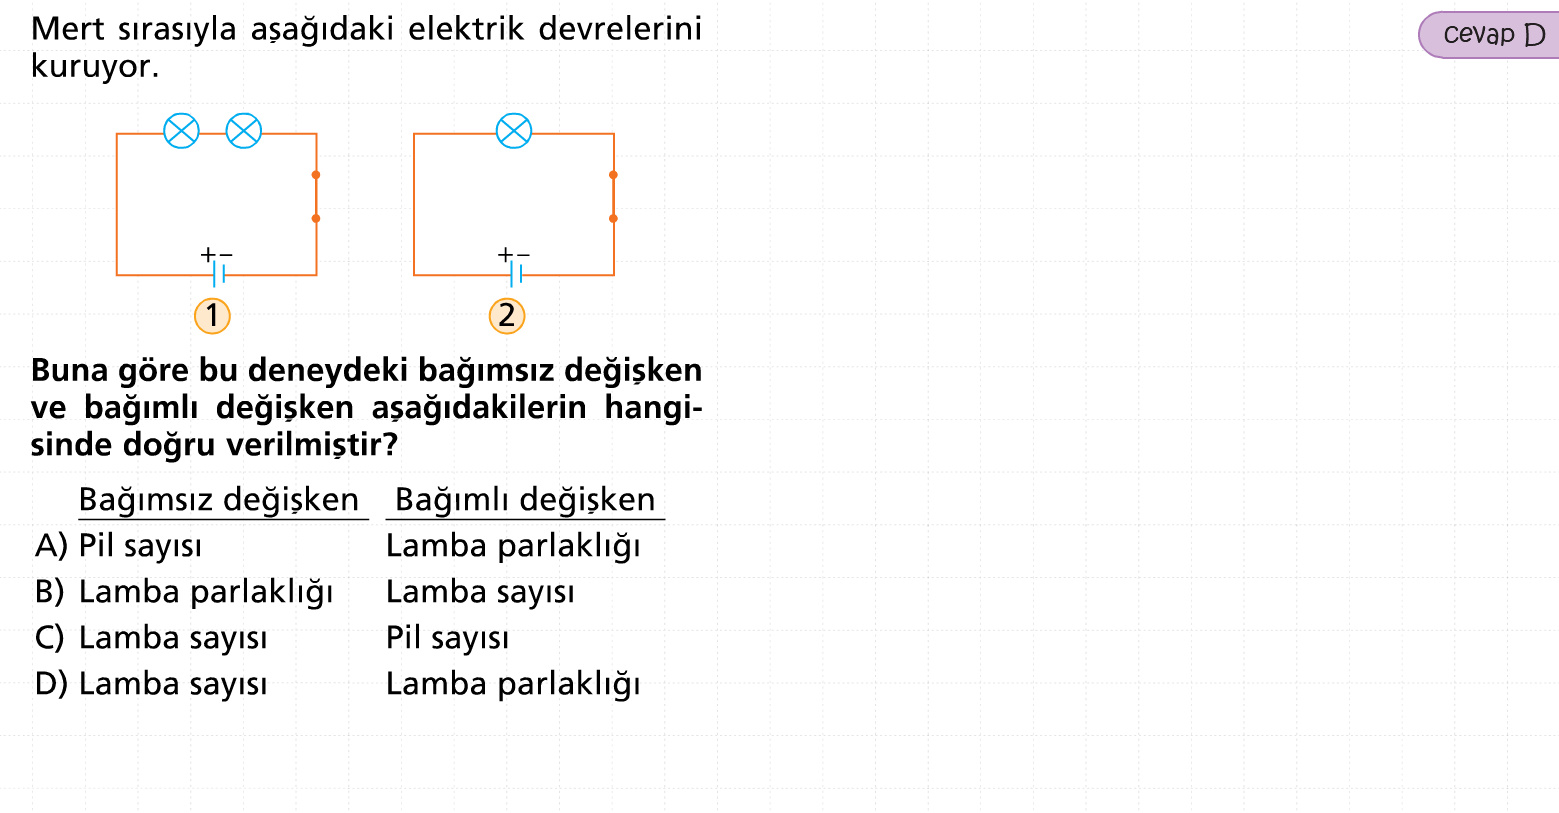 Mert sırasıyla aşağıdaki elektrik devrelerini
kuruyor.
cevap D
+ − + −
1 2
Buna göre bu deneydeki bağımsız değişken
ve bağımlı değişken aşağıdakilerin hangi-
sinde doğru verilmiştir?
Bağımsız değişken Bağımlı değişken
A) Pil sayısı Lamba parlaklığı
B) Lamba parlaklığı Lamba sayısı
C) Lamba sayısı Pil sayısı
D) Lamba sayısı Lamba parlaklığı